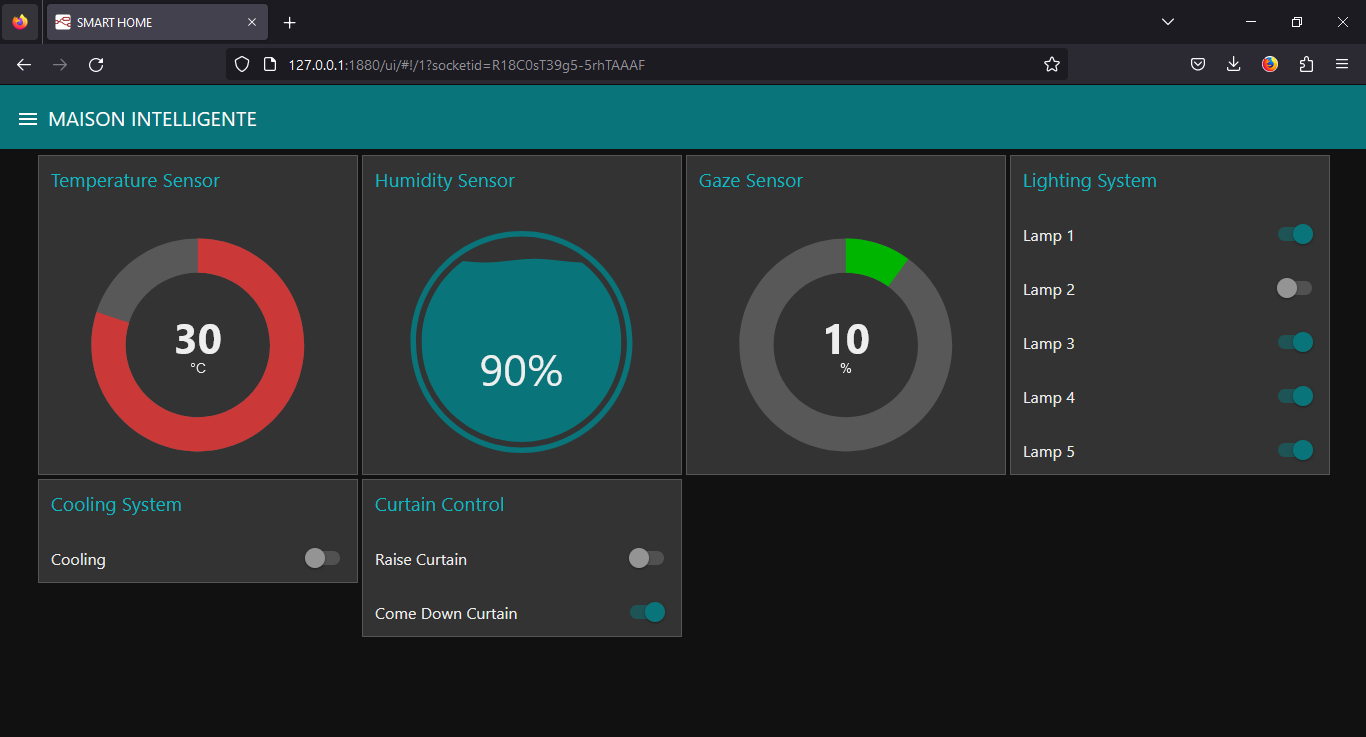 SMART HOME
127.0.0.1:1880/ui/#!/1?socketid=R18C0sT39g5-5rhTAAAF
MAISON INTELLIGENTE
Temperature Sensor
30
°C
Humidity Sensor
90%
Gaze Sensor
10
%
Lighting System
Lamp 1
Lamp 2
Lamp 3
Lamp 4
Lamp 5
Cooling System
Cooling
Curtain Control
Raise Curtain
Come Down Curtain